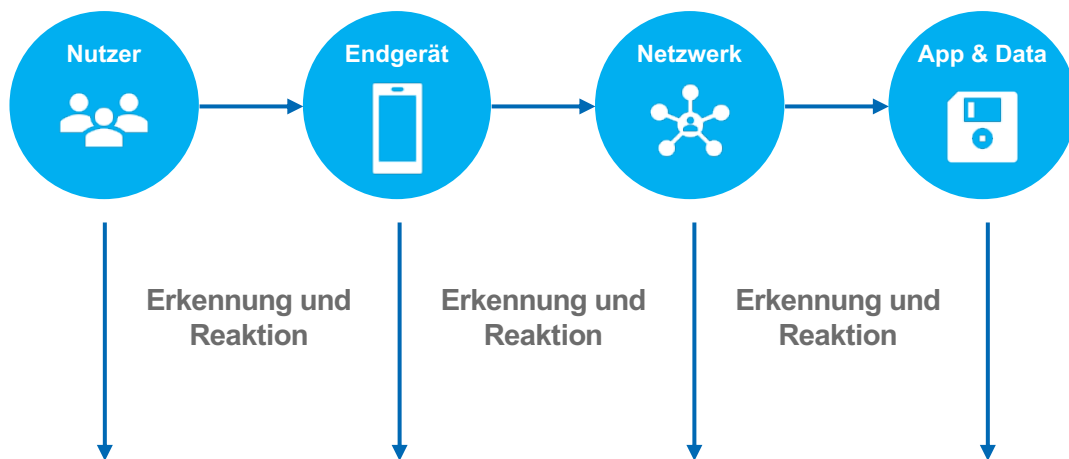 Nutzer
Endgerät
Netzwerk
App & Data
Erkennung und
Reaktion
Erkennung und
Reaktion
Erkennung und
Reaktion